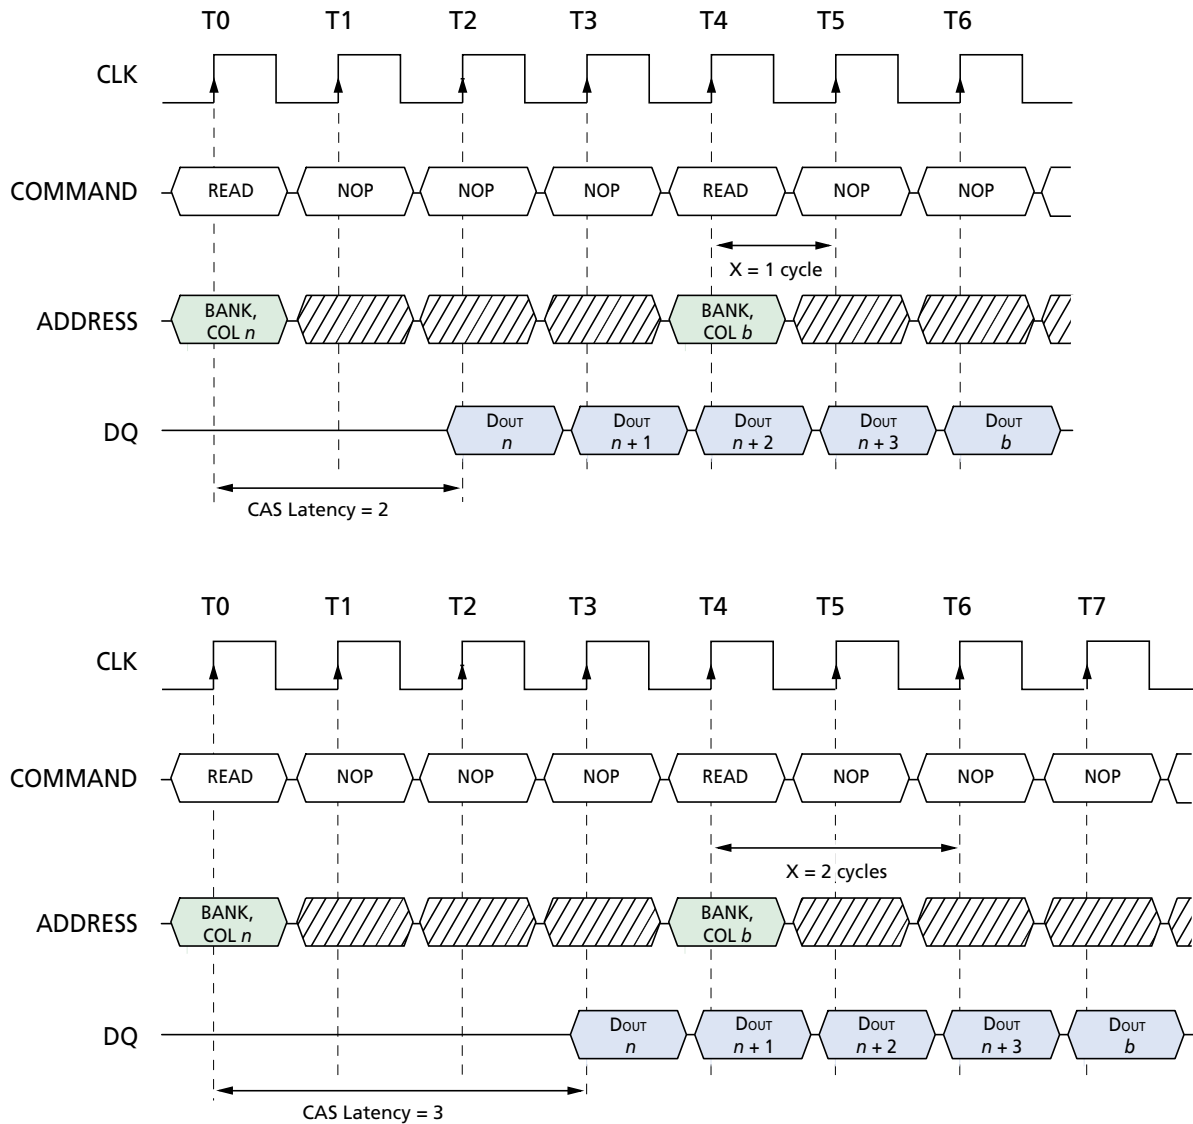 T0 T1 T2 T3 T4 T5 T6
CLK
COMMAND READ NOP NOP NOP READ NOP NOP
X = 1 cycle
ADDRESS BANK, COL n BANK, COL b
DQ DOUT n DOUT n + 1 DOUT n + 2 DOUT n + 3 DOUT b
CAS Latency = 2
T0 T1 T2 T3 T4 T5 T6 T7
CLK
COMMAND READ NOP NOP NOP READ NOP NOP NOP
X = 2 cycles
ADDRESS BANK, COL n BANK, COL b
DQ DOUT n DOUT n + 1 DOUT n + 2 DOUT n + 3 DOUT b
CAS Latency = 3